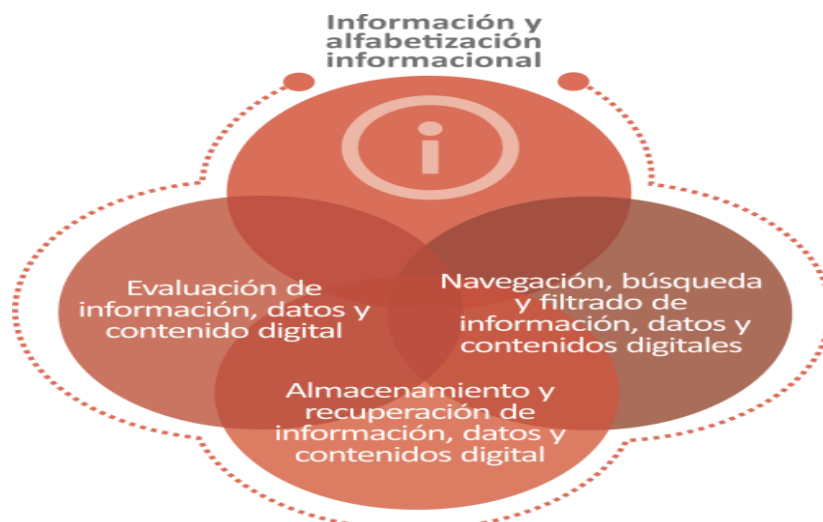 Información y
alfabetización
informacional
i
Evaluación de
información, datos y
contenido digital
Navegación, búsqueda
y filtrado de
información, datos y
contenidos digitales
Almacenamiento y
recuperación de
información, datos y
contenidos digital